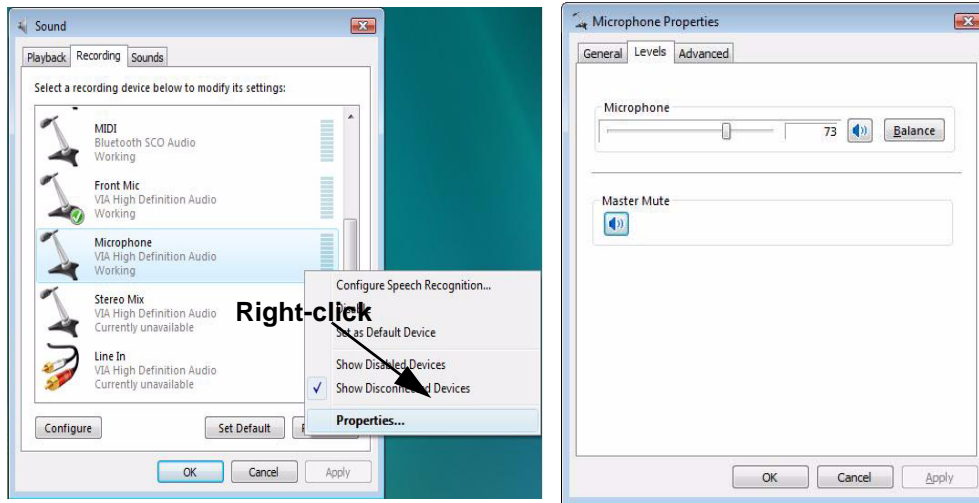 Sound
Playback Recording Sounds
Select a recording device below to modify its settings:
MIDI
Bluetooth SCO Audio
Working
Front Mic
VIA High Definition Audio
Working
Microphone
VIA High Definition Audio
Working
Stereo Mix
VIA High Definition Audio
Currently unavailable
Line In
VIA High Definition Audio
Currently unavailable
Configure Set Default
OK Cancel Apply
Right-click
Configure Speech Recognition...
Disable
Set as Default Device
Show Disabled Devices
Show Disconnected Devices
Properties...
Microphone Properties
General Levels Advanced
Microphone
73 Balance
Master Mute
OK Cancel Apply